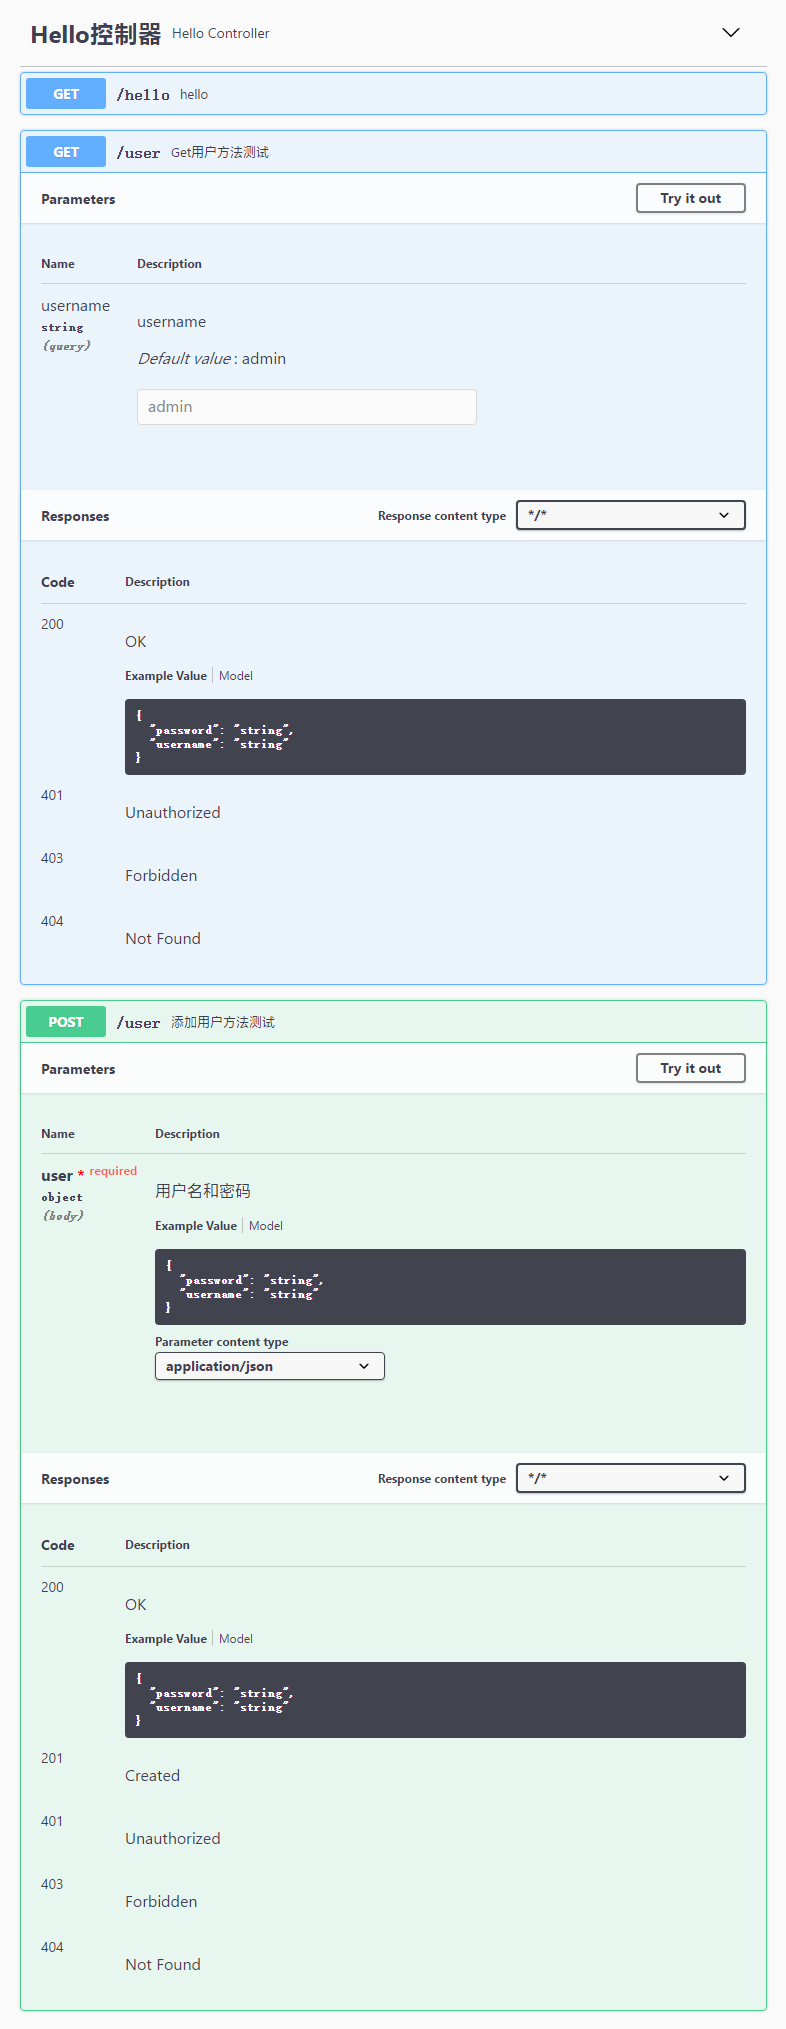 Hello控制器 Hello Controller
GET /hello hello
GET /user Get用户方法测试
Parameters Try it out
Name Description
username
string
(query)
username
Default value : admin
admin
Responses Response content type */*
Code Description
200
OK
Example Value Model
{
"password": "string",
"username": "string"
}
401
Unauthorized
403
Forbidden
404
Not Found
POST /user 添加用户方法测试
Parameters Try it out
Name Description
user * required
object
(body)
用户名和密码
Example Value Model
{
"password": "string",
"username": "string"
}
Parameter content type
application/json
Responses Response content type */*
Code Description
200
OK
Example Value Model
{
"password": "string",
"username": "string"
}
201
Created
401
Unauthorized
403
Forbidden
404
Not Found